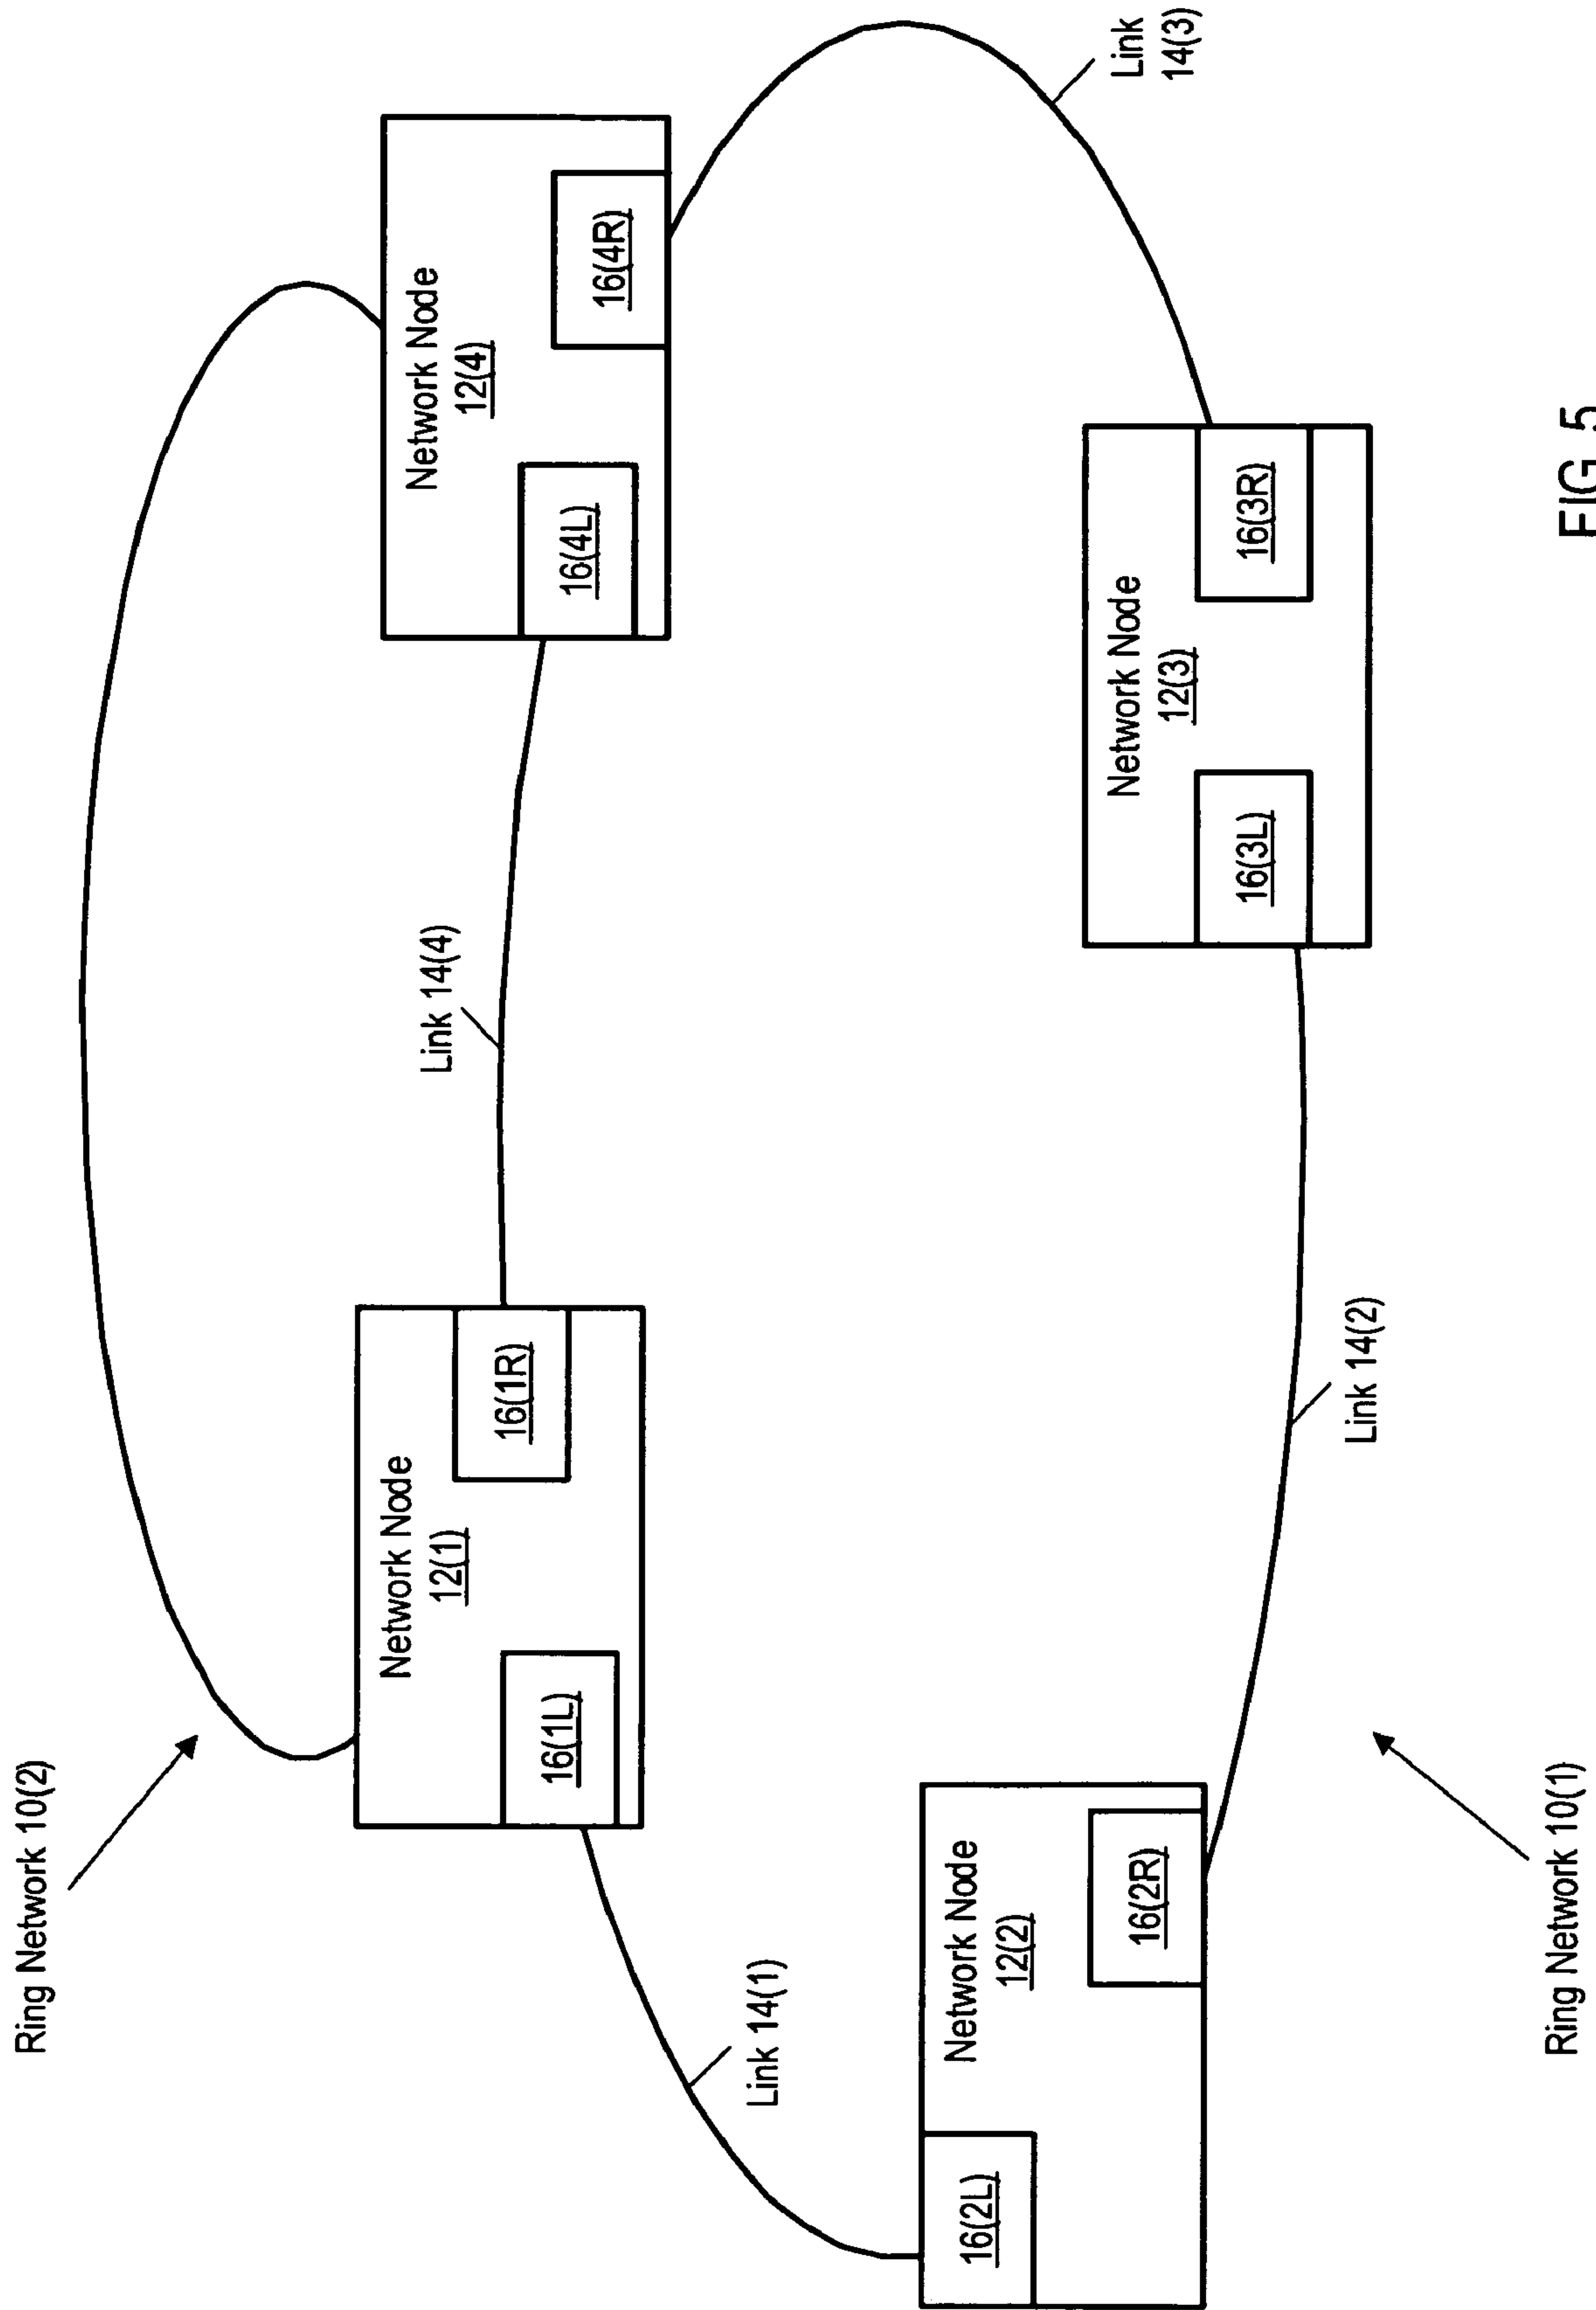 Ring Network 10(2)
Network Node
12(1)
16(1L)
16(1R)
Link 14(4)
Network Node
12(4)
16(4L)
16(4R)
Link 14(1)
Link
14(3)
Network Node
12(2)
16(2L)
16(2R)
Network Node
12(3)
16(3L)
16(3R)
Link 14(2)
Ring Network 10(1)
FIG. 5